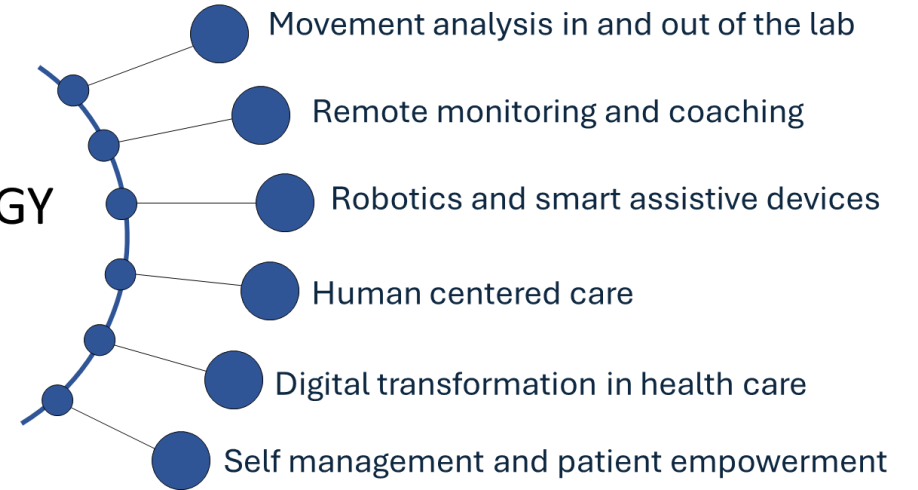 Movement analysis in and out of the lab
Remote monitoring and coaching
GY
Robotics and smart assistive devices
Human centered care
Digital transformation in health care
Self management and patient empowerment